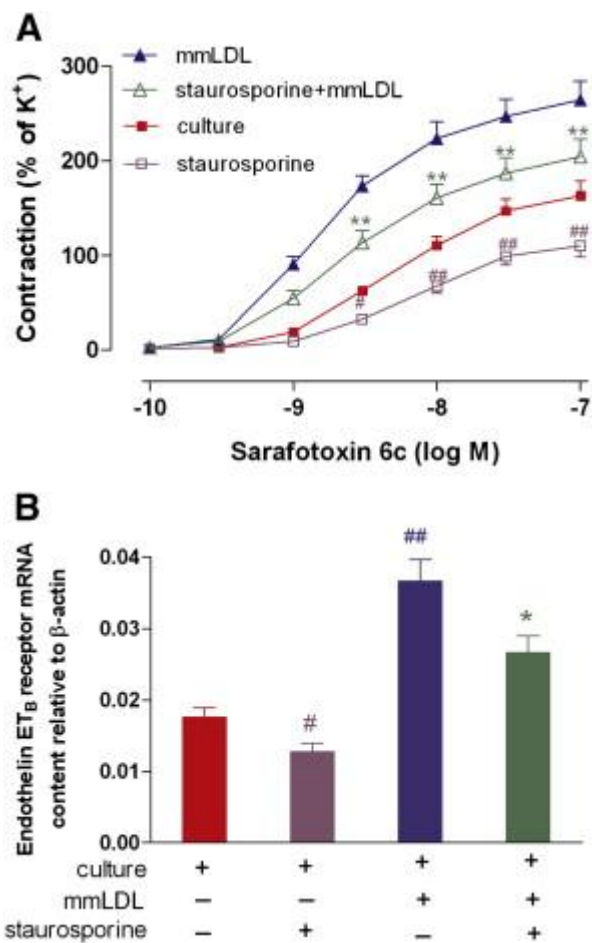 A
mmLDL
staurosporine+mmLDL
culture
staurosporine
Contraction (% of K⁺)
300
200
100
0
** ** ** **
# ## ## ##
-10 -9 -8 -7
Sarafotoxin 6c (log M)
B
Endothelin ET_B receptor mRNA
content relative to β-actin
0.04
0.03
0.02
0.01
0.00
# ## *
culture + + + +
mmLDL – – + +
staurosporine – + – +